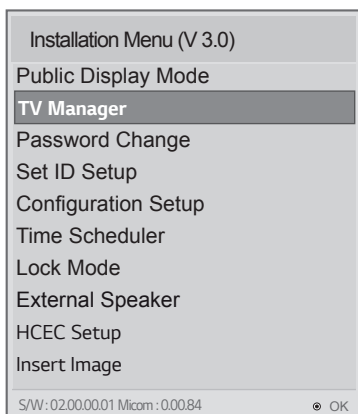 Installation Menu (V 3.0)
Public Display Mode
TV Manager
Password Change
Set ID Setup
Configuration Setup
Time Scheduler
Lock Mode
External Speaker
HCEC Setup
Insert Image
S/W : 02.00.00.01 Micom : 0.00.84 OK